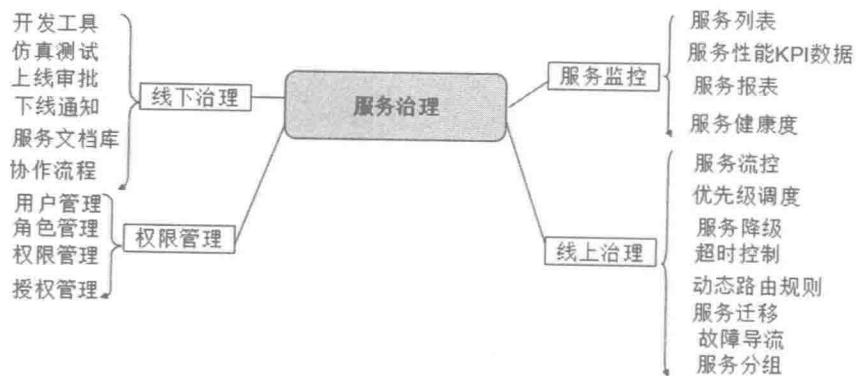 服务治理
线下治理
开发工具
仿真测试
上线审批
下线通知
服务文档库
协作流程
权限管理
用户管理
角色管理
权限管理
授权管理
服务监控
服务列表
服务性能KPI数据
服务报表
服务健康度
线上治理
服务流控
优先级调度
服务降级
超时控制
动态路由规则
服务迁移
故障导流
服务分组